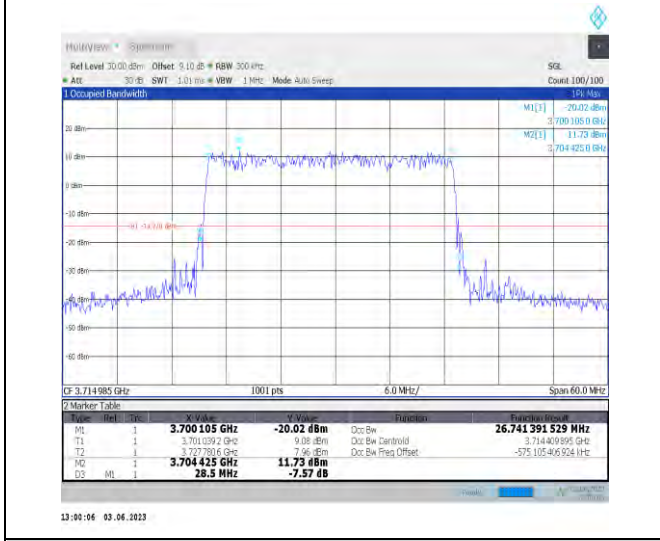 MultiView Spectrum
Ref Level 30.00 dBm Offset 9.10 dB RBW 300 kHz SGL
Att 30 dB SWT 1.01 ms VBW 1 MHz Mode Auto Sweep Count 100/100
1 Occupied Bandwidth 1Pk Max
M1[1] -20.02 dBm
3.700 105 0 GHz
M2[1] 11.73 dBm
3.704 425 0 GHz
20 dBm
10 dBm
0 dBm
-10 dBm
-20 dBm
-30 dBm
-40 dBm
-50 dBm
-60 dBm
CF 3.714 985 GHz 1001 pts 6.0 MHz/ Span 60.0 MHz
2 Marker Table
Type Ref Trc X-Value Y-Value Function Function Result
M1 1 3.700 105 GHz -20.02 dBm Occ Bw 26.741 391 529 MHz
T1 1 3.701 039 2 GHz 9.08 dBm Occ Bw Centroid 3.714 409 895 GHz
T2 1 3.727 780 6 GHz 7.96 dBm Occ Bw Freq Offset -575.105 406 924 kHz
M2 1 3.704 425 GHz 11.73 dBm
D3 M1 1 28.5 MHz -7.57 dB
13:00:06 03.06.2023